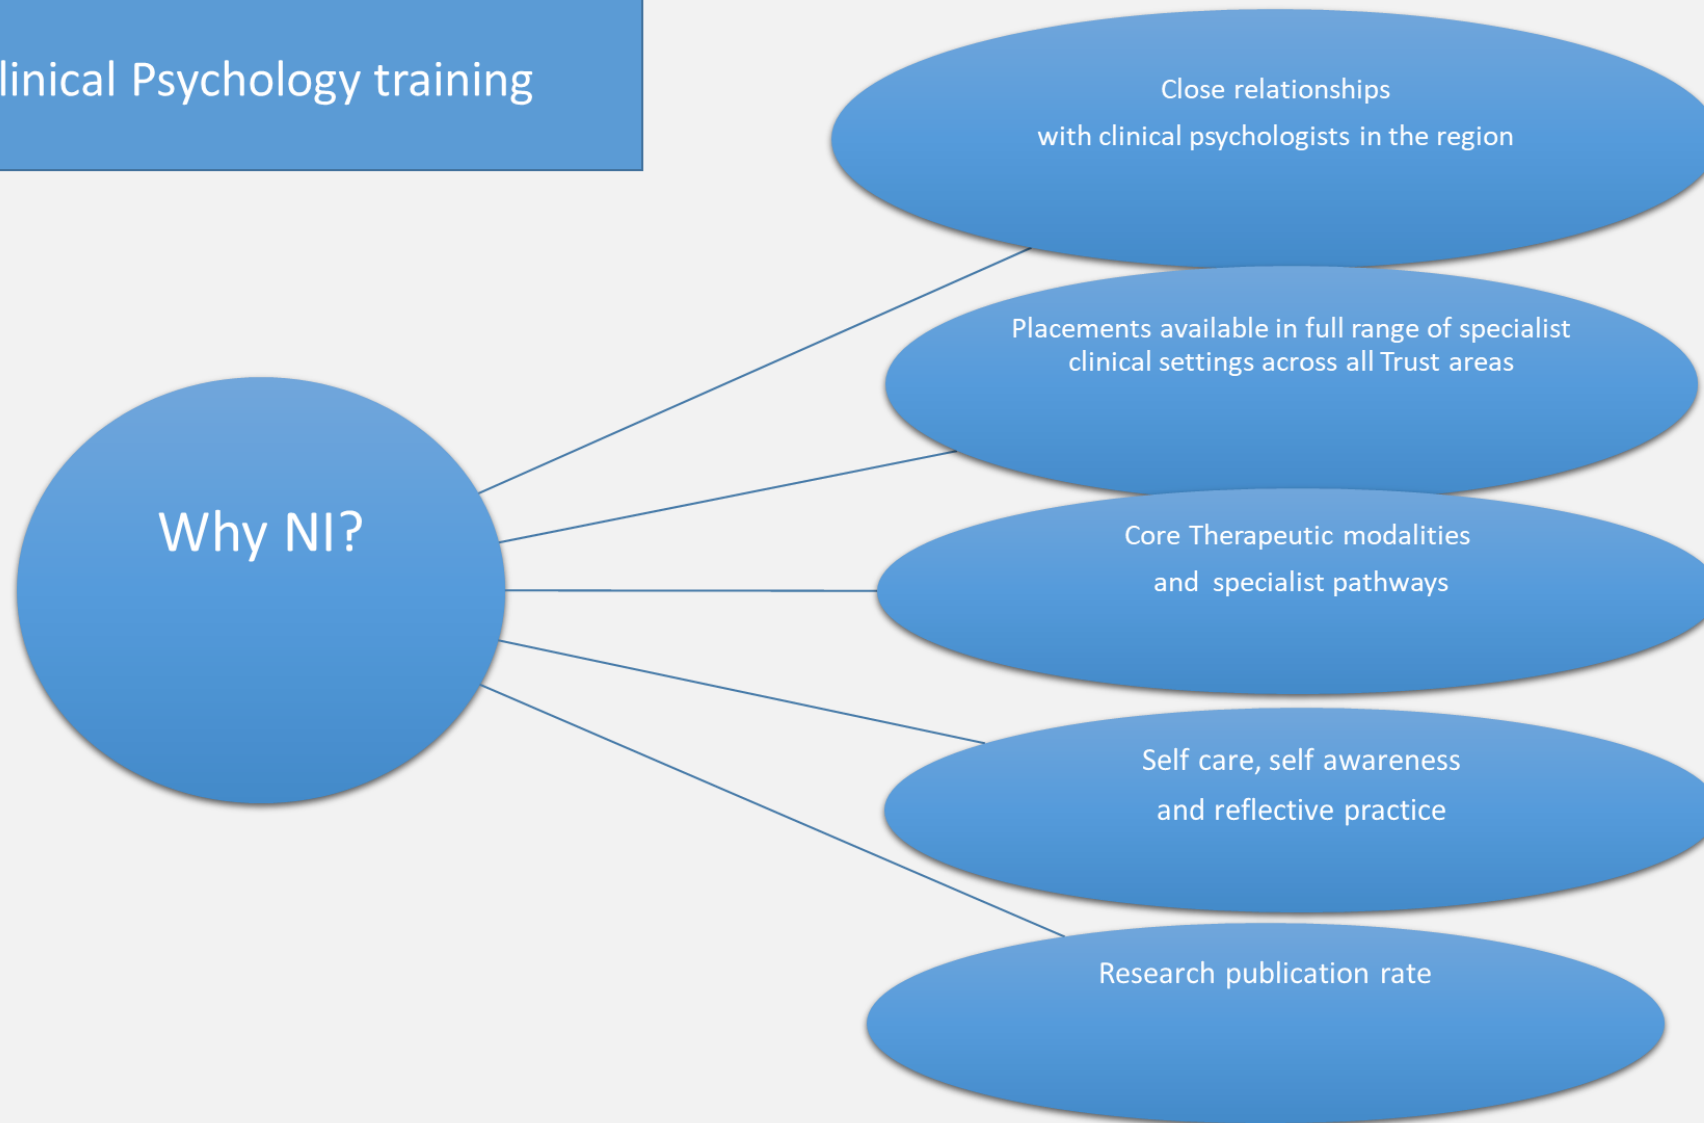 linical Psychology training
Close relationships
with clinical psychologists in the region
Placements available in full range of specialist
clinical settings across all Trust areas
Why NI?
Core Therapeutic modalities
and specialist pathways
Self care, self awareness
and reflective practice
Research publication rate